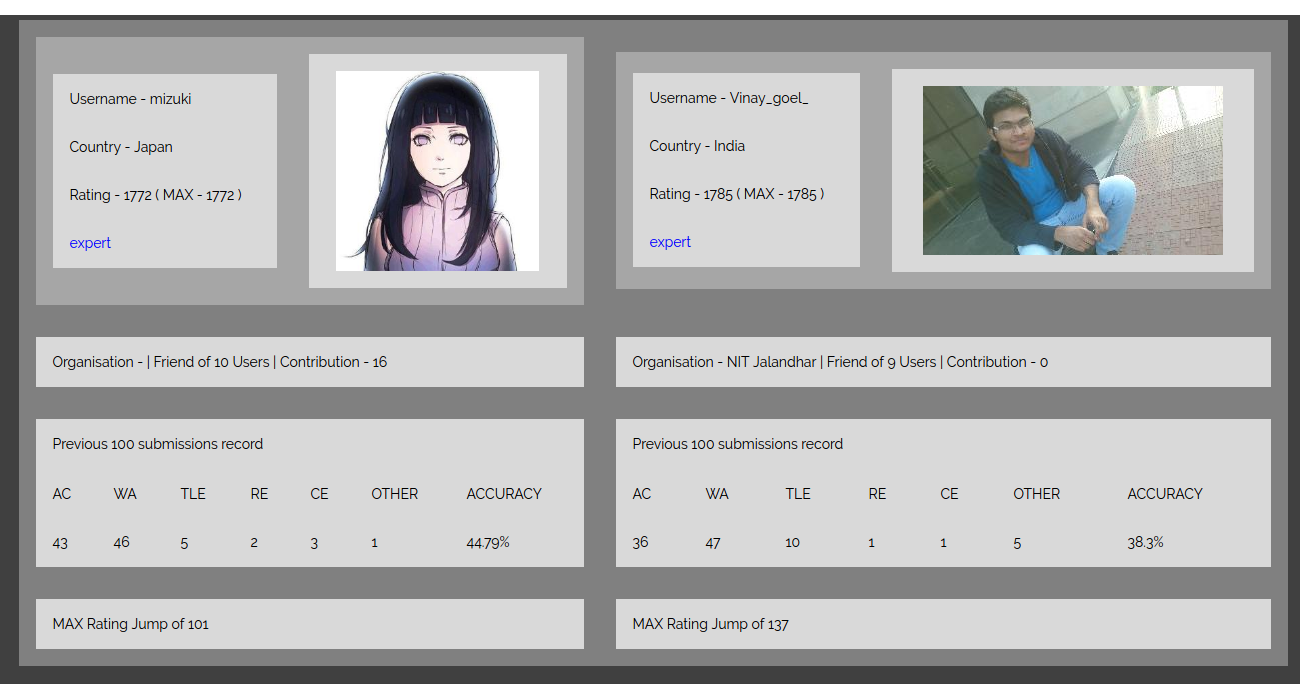 Username - mizuki
Country - Japan
Rating - 1772 ( MAX - 1772 )
expert
Organisation - | Friend of 10 Users | Contribution - 16
Previous 100 submissions record
AC WA TLE RE CE OTHER ACCURACY
43 46 5 2 3 1 44.79%
MAX Rating Jump of 101
Username - Vinay_goel_
Country - India
Rating - 1785 ( MAX - 1785 )
expert
Organisation - NIT Jalandhar | Friend of 9 Users | Contribution - 0
Previous 100 submissions record
AC WA TLE RE CE OTHER ACCURACY
36 47 10 1 1 5 38.3%
MAX Rating Jump of 137